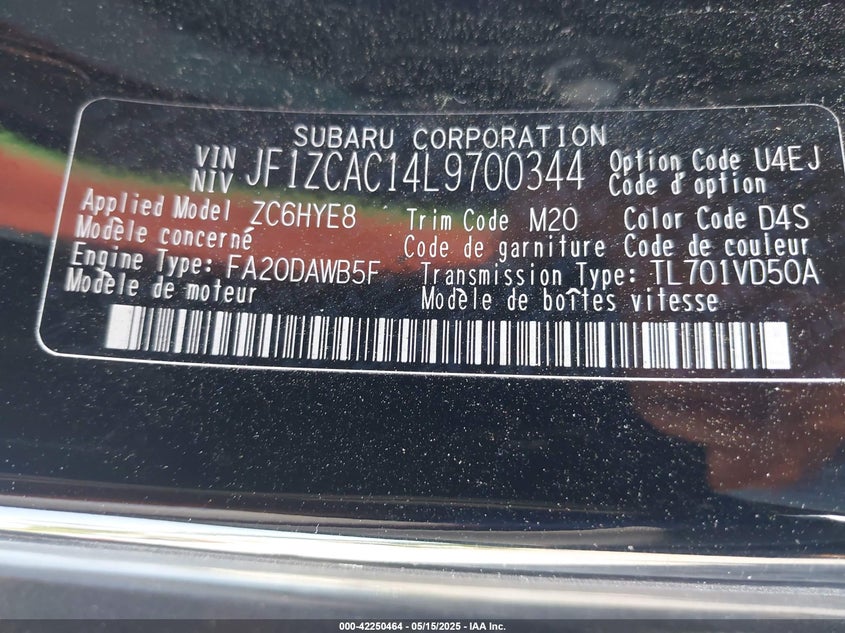 SUBARU CORPORATION
VIN
NIV
JF1ZCAC14L9700344
Option Code U4EJ
Code d'option
Applied Model ZC6HYE8
Modèle concerné
Trim Code M20
Code de garniture
Color Code D4S
Code de couleur
Engine Type: FA20DAWB5F
Modèle de moteur
Transmission Type: TL701VD50A
Modèle de boîtes vitesse
000-42250464 - 05/15/2025 - IAA Inc.